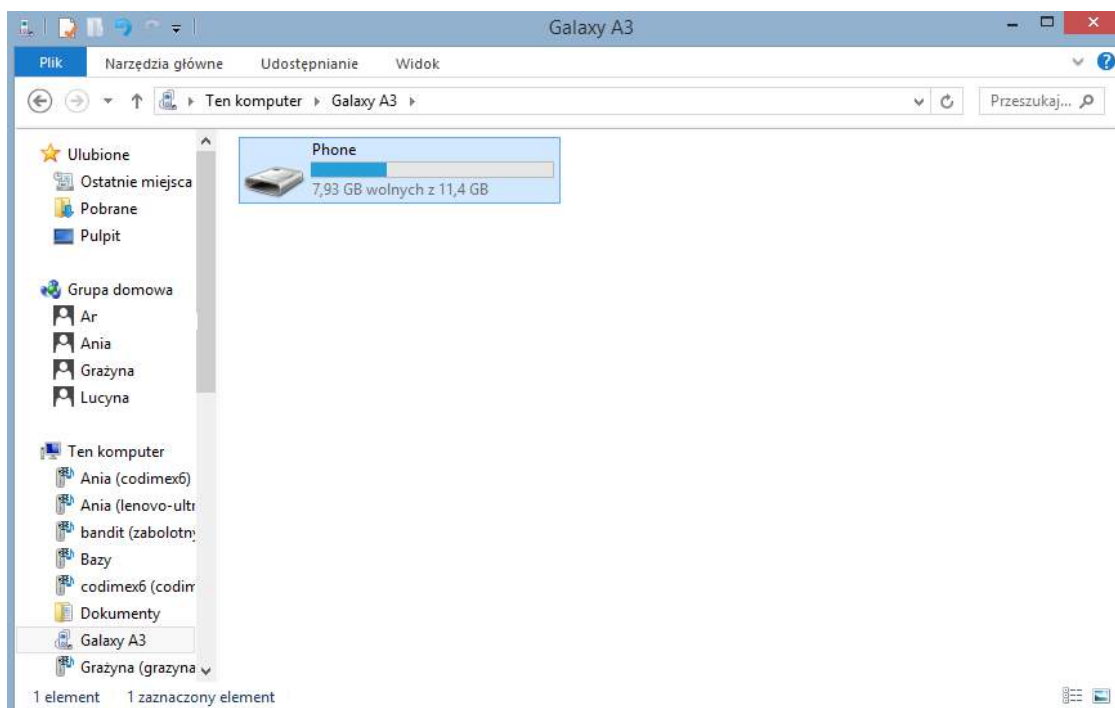 Galaxy A3
Plik Narzędzia główne Udostępnianie Widok
Ten komputer Galaxy A3 Przeszukaj...
Ulubione
Ostatnie miejsca
Pobrane
Pulpit
Grupa domowa
Ar
Ania
Grażyna
Lucyna
Ten komputer
Ania (codimex6)
Ania (lenovo-ultr
bandit (zabolotny
Bazy
codimex6 (codim
Dokumenty
Galaxy A3
Grażyna (grazyna
Phone
7,93 GB wolnych z 11,4 GB
1 element 1 zaznaczony element